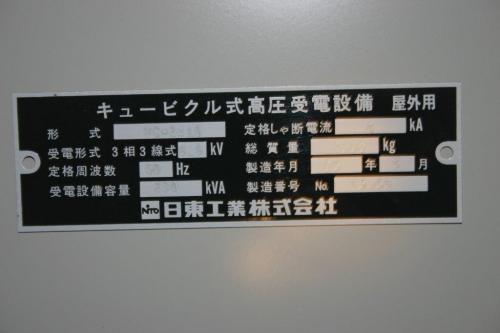 キュービクル式高圧受電設備 屋外用
形式
定格しゃ断電流 kA
受電形式 3相3線式 kV
総質量 kg
定格周波数 Hz
製造年月 年 月
受電設備容量 kVA
製造番号 No.
NITO 日東工業株式会社